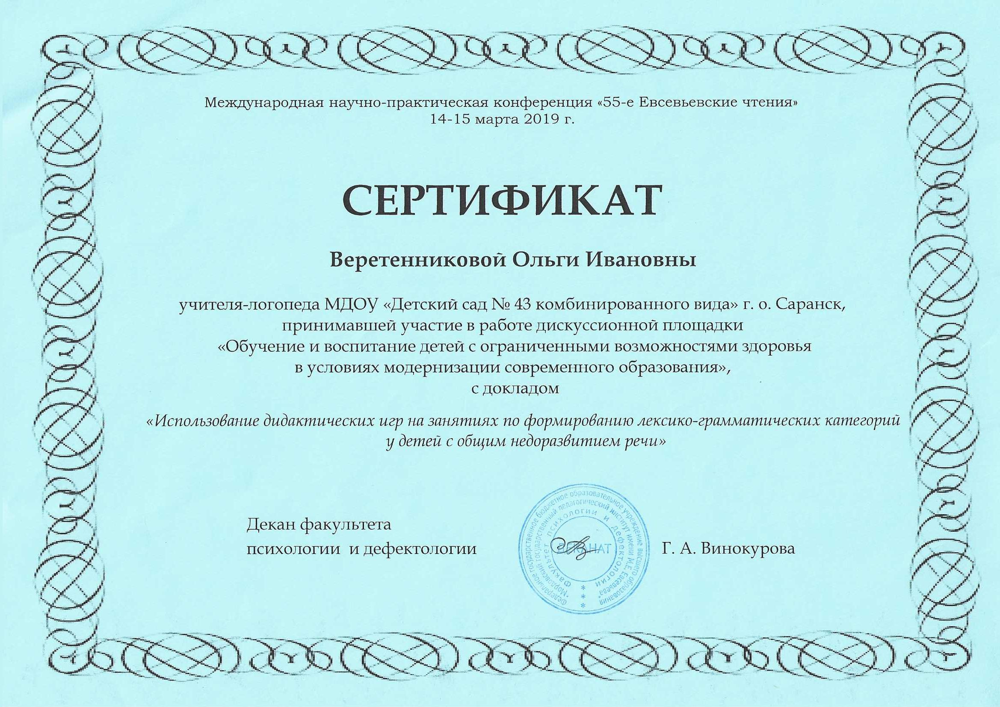 Международная научно-практическая конференция «55-е Евсевьевские чтения»
14-15 марта 2019 г.
СЕРТИФИКАТ
Веретенниковой Ольги Ивановны
учителя-логопеда МДОУ «Детский сад № 43 комбинированного вида» г. о. Саранск,
принимавшей участие в работе дискуссионной площадки
«Обучение и воспитание детей с ограниченными возможностями здоровья
в условиях модернизации современного образования»,
с докладом
«Использование дидактических игр на занятиях по формированию лексико-грамматических категорий
у детей с общим недоразвитием речи»
Декан факультета
психологии и дефектологии
Г. А. Винокурова
Федеральное государственное бюджетное образовательное учреждение высшего образования
"Мордовский государственный педагогический институт имени М.Е. Евсевьева"
Факультет психологии и дефектологии
ДЕКАНАТ
* * *